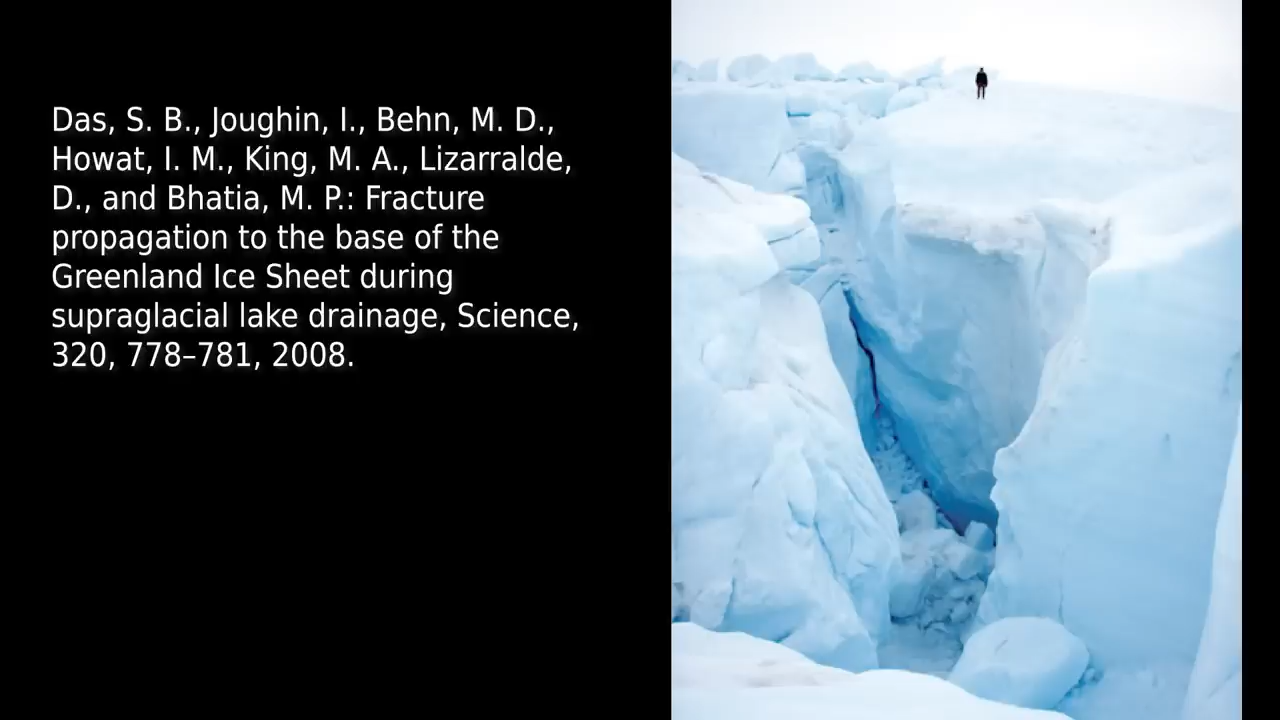 Das, S. B., Joughin, I., Behn, M. D.,
Howat, I. M., King, M. A., Lizarralde,
D., and Bhatia, M. P.: Fracture
propagation to the base of the
Greenland Ice Sheet during
supraglacial lake drainage, Science,
320, 778–781, 2008.